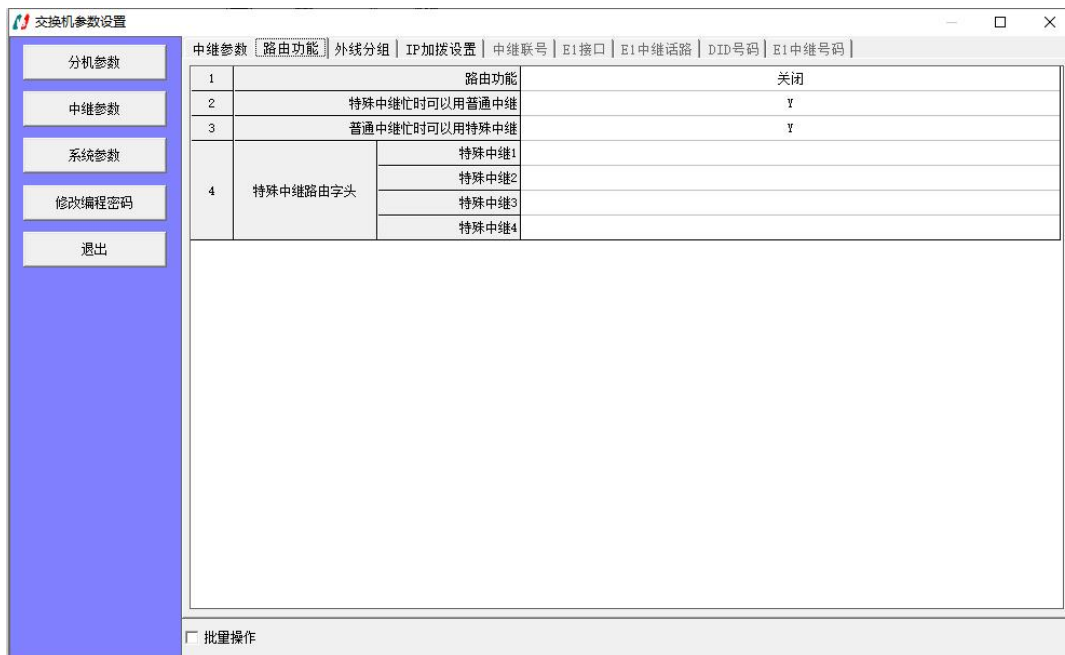 交换机参数设置
分机参数
中继参数
系统参数
修改编程密码
退出
中继参数 路由功能 外线分组 IP加拨设置 中继联号 E1接口 E1中继话路 DID号码 E1中继号码
1 路由功能 关闭
2 特殊中继忙时可以用普通中继 Y
3 普通中继忙时可以用特殊中继 Y
4 特殊中继路由字头
特殊中继1
特殊中继2
特殊中继3
特殊中继4
批量操作